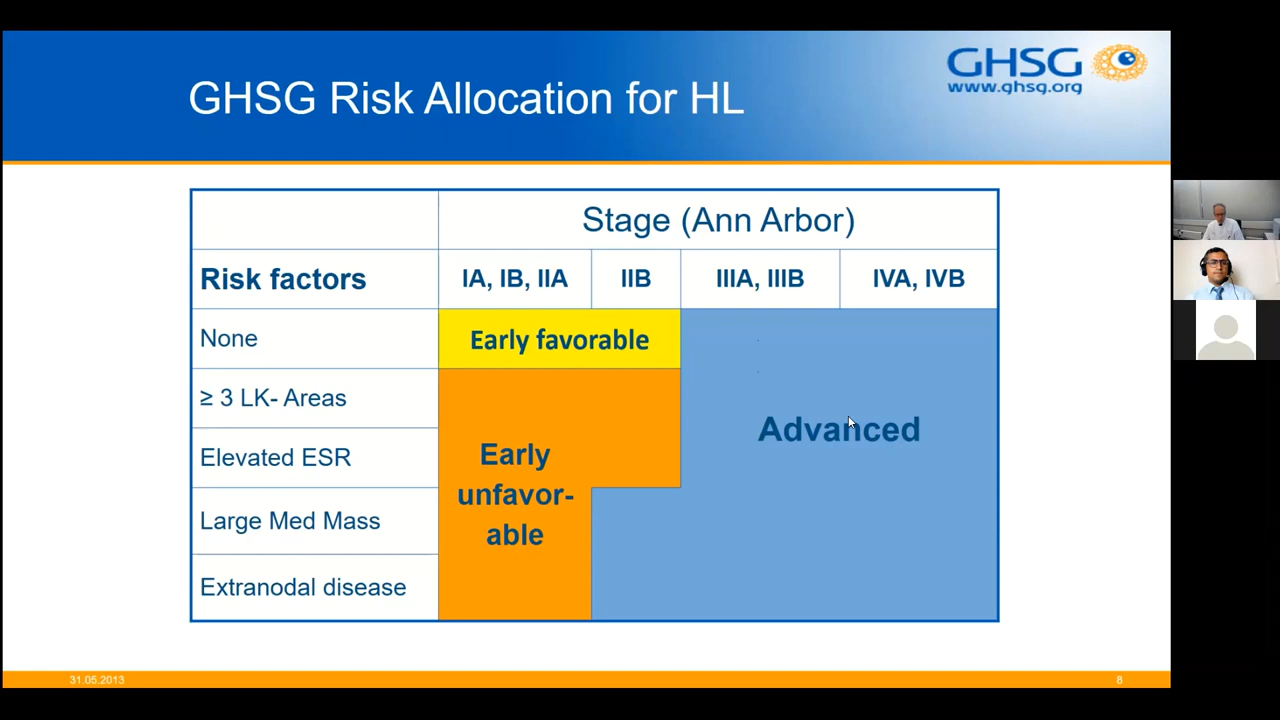 GHSG Risk Allocation for HL
GHSG
www.ghsg.org
Stage (Ann Arbor)
Risk factors
IA, IB, IIA
IIB
IIIA, IIIB
IVA, IVB
None
Early favorable
≥ 3 LK- Areas
Elevated ESR
Large Med Mass
Extranodal disease
Early
unfavor-
able
Advanced
31.05.2013
8